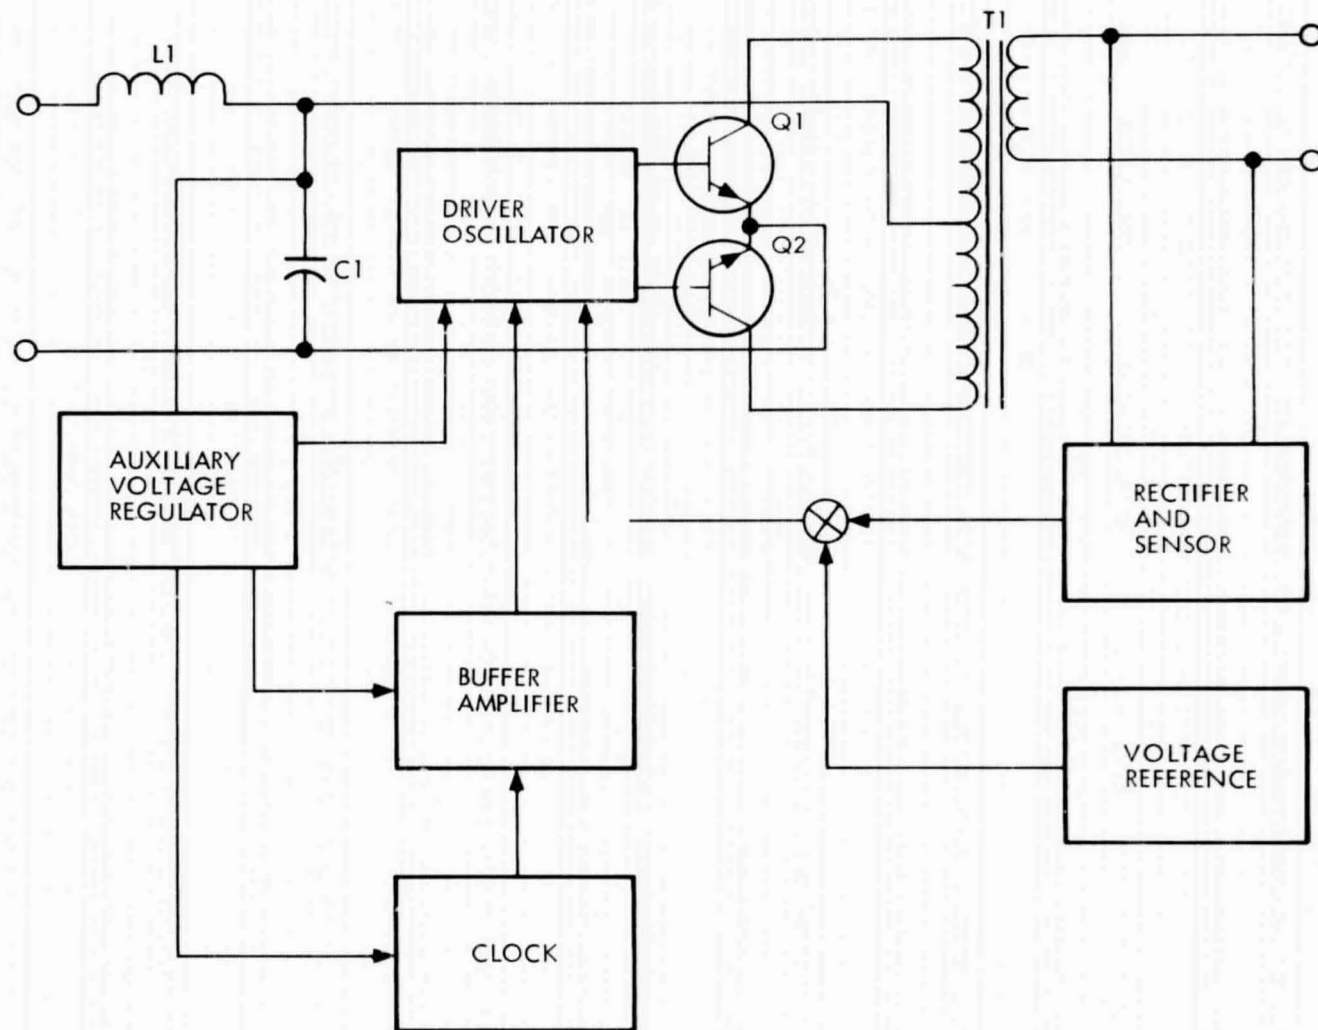 T1
L1
Q1
DRIVER
OSCILLATOR
Q2
C1
AUXILIARY
VOLTAGE
REGULATOR
RECTIFIER
AND
SENSOR
BUFFER
AMPLIFIER
VOLTAGE
REFERENCE
CLOCK